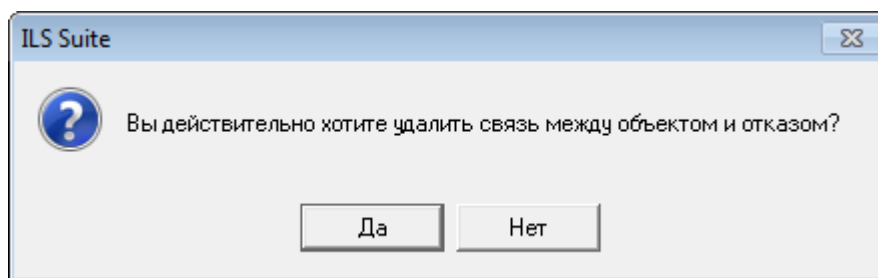 ILS Suite
Вы действительно хотите удалить связь между объектом и отказом?
Да
Нет